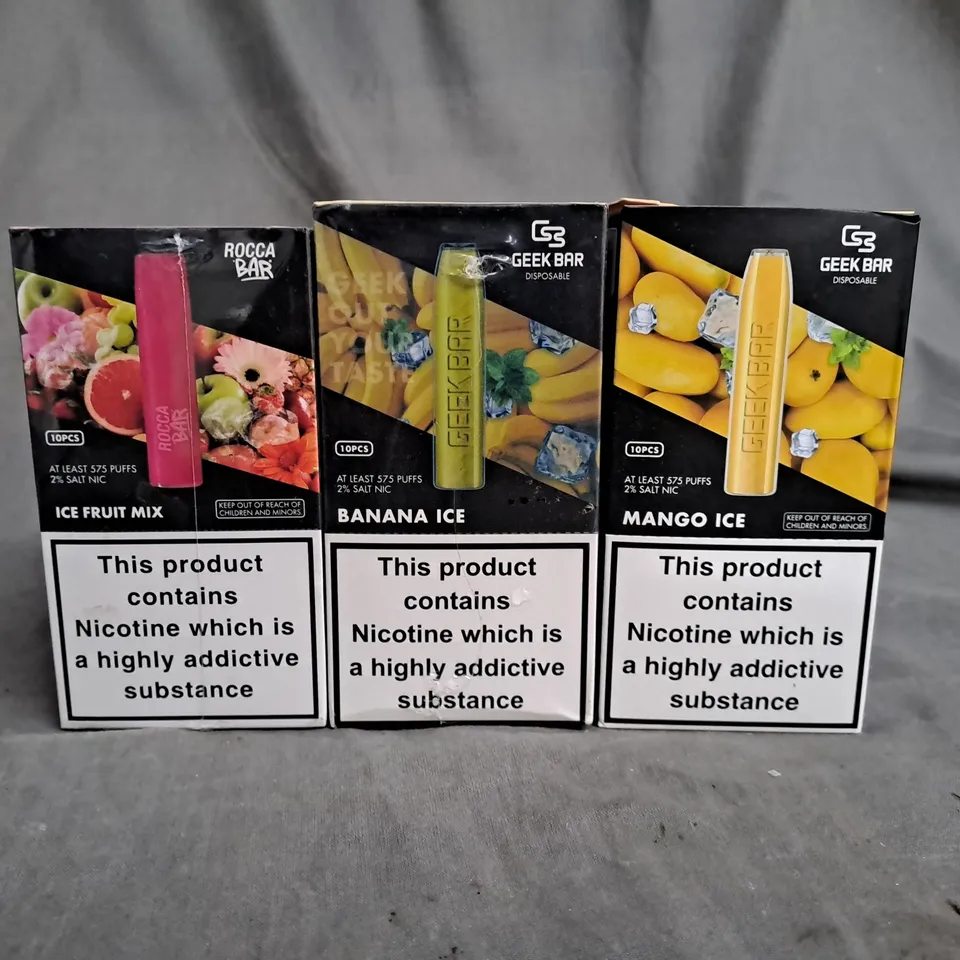 ROCCA
BAR
ROCCA
BAR
10PCS
AT LEAST 575 PUFFS
2% SALT NIC
ICE FRUIT MIX
KEEP OUT OF REACH OF
CHILDREN AND MINORS
This product
contains
Nicotine which is
a highly addictive
substance
GEEK BAR
DISPOSABLE
GEEK
OUT
YOUR
TASTE
GEEK BAR
10PCS
AT LEAST 575 PUFFS
2% SALT NIC
BANANA ICE
This product
contains
Nicotine which is
a highly addictive
substance
GEEK BAR
DISPOSABLE
GEEK BAR
10PCS
AT LEAST 575 PUFFS
2% SALT NIC
MANGO ICE
KEEP OUT OF REACH OF
CHILDREN AND MINORS.
This product
contains
Nicotine which is
a highly addictive
substance